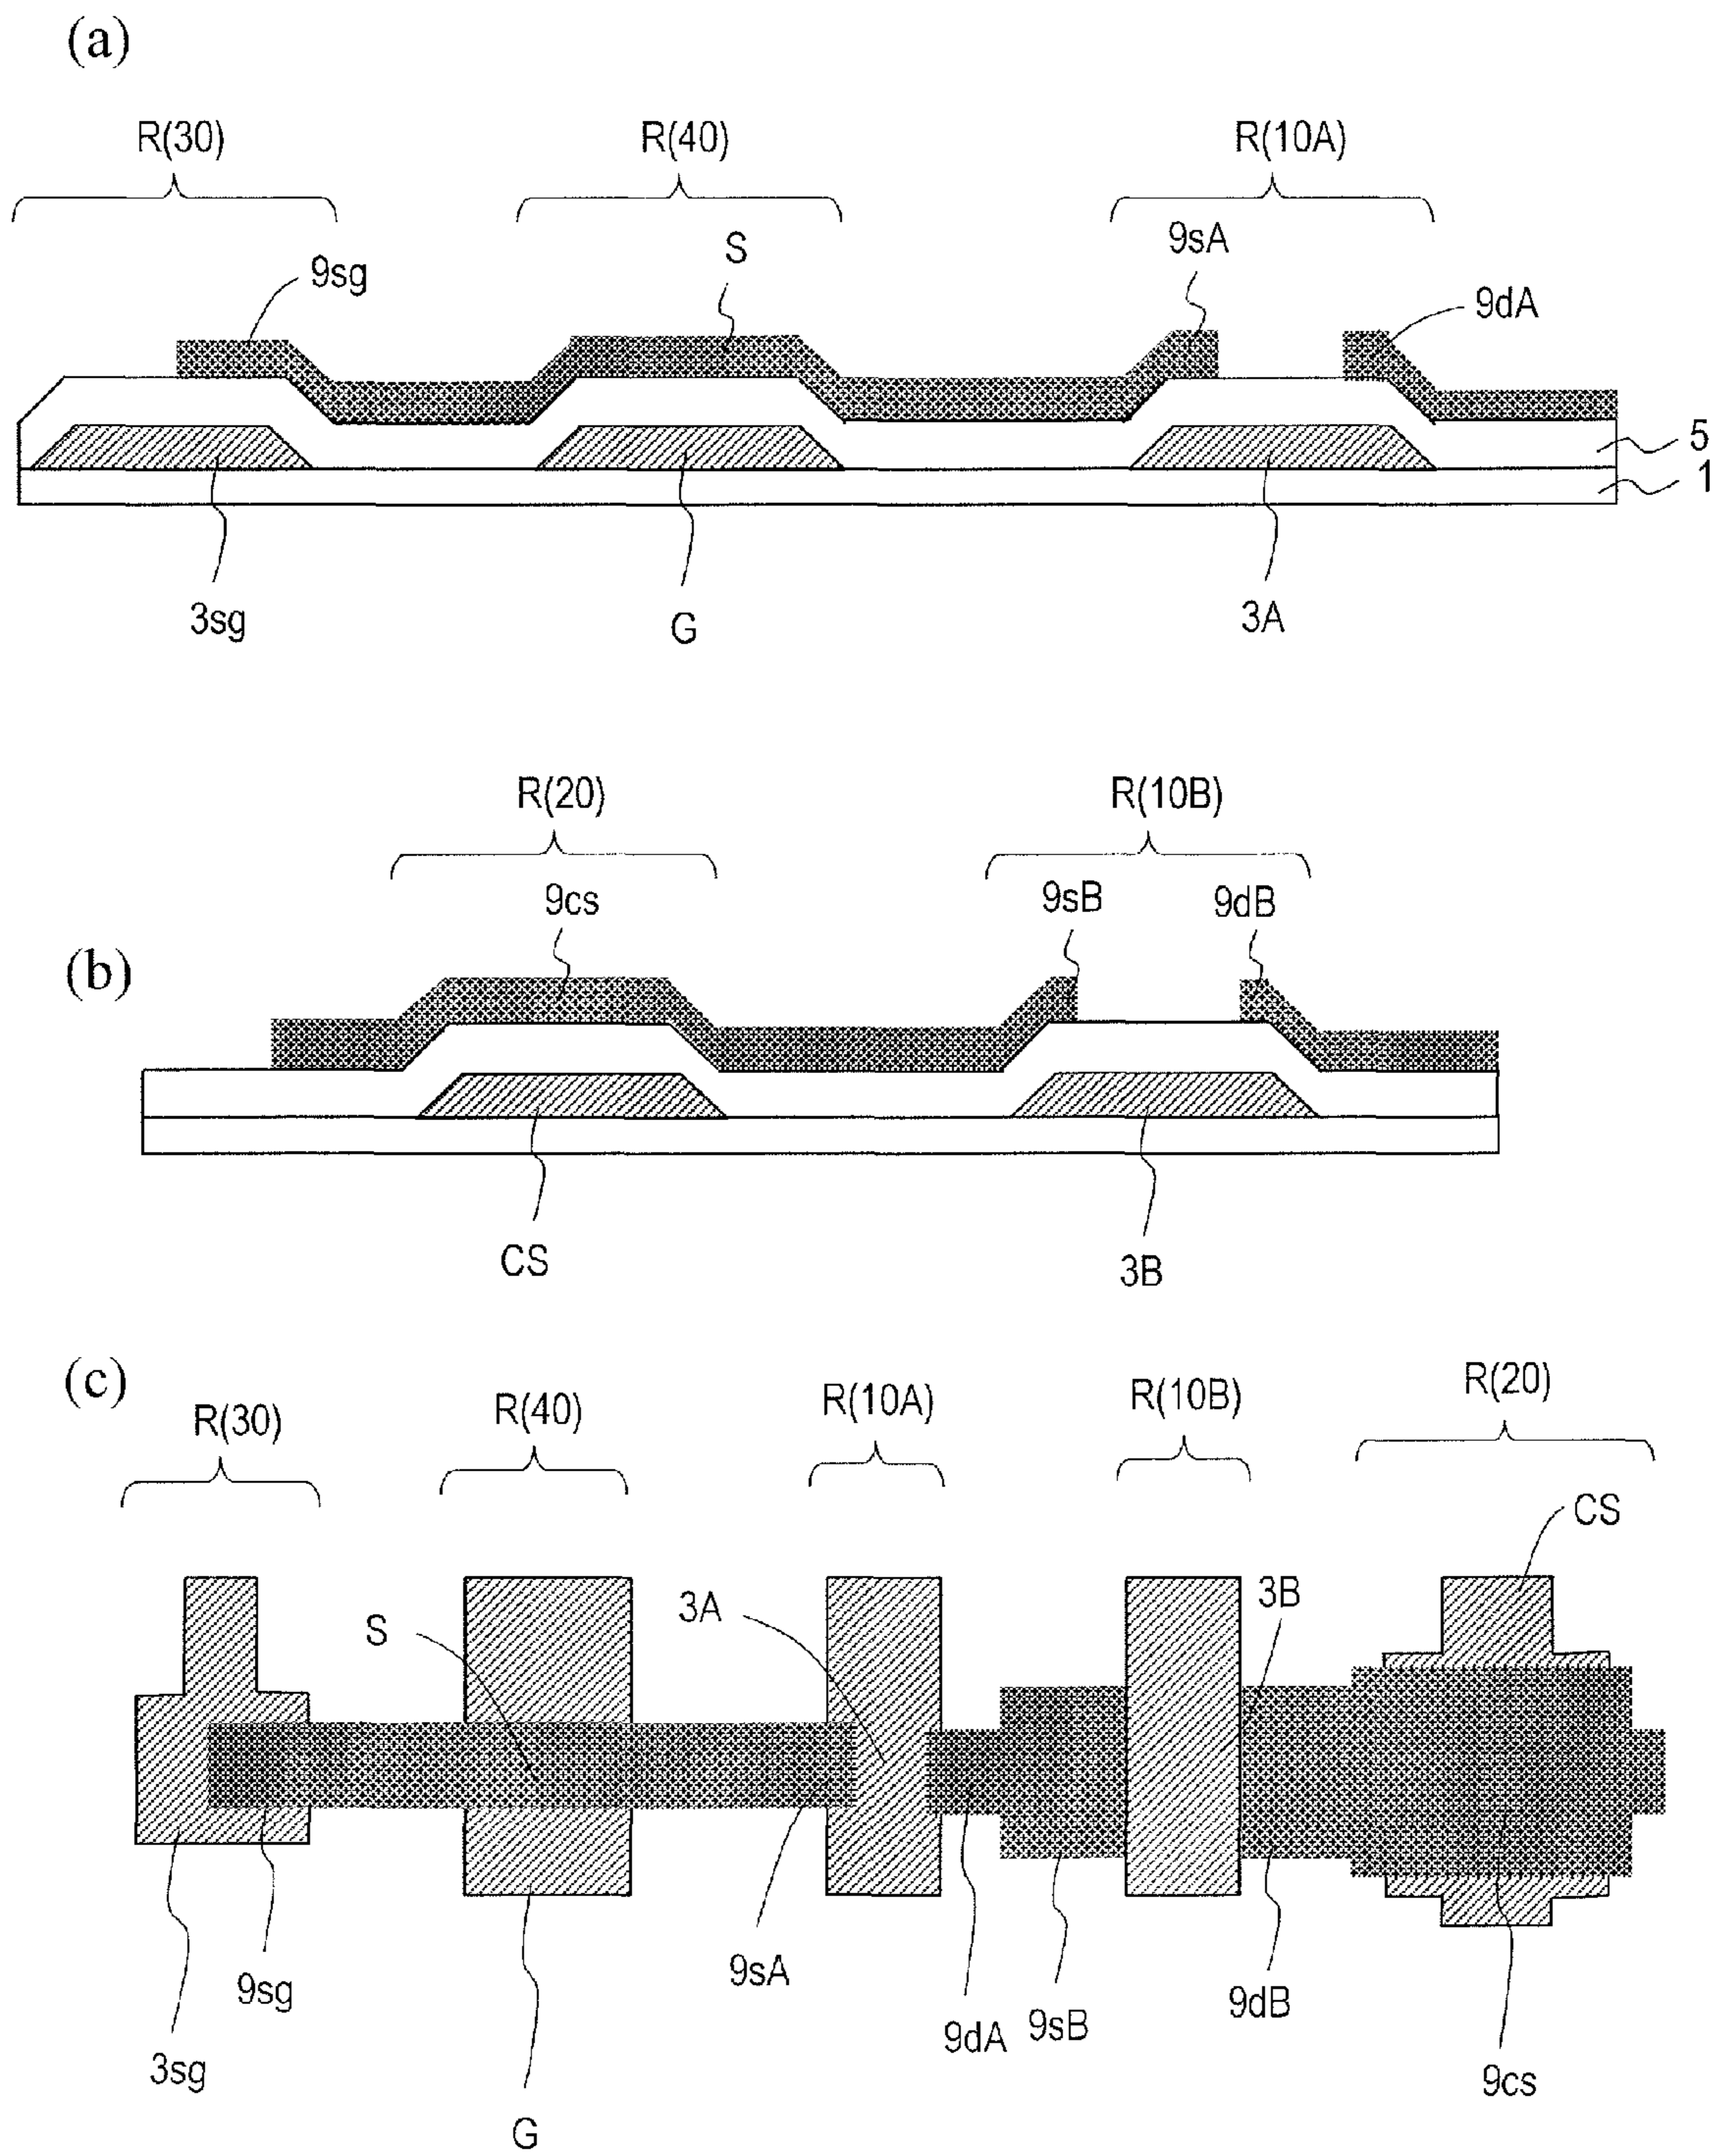 (a)
R(30) R(40) R(10A)
9sg S 9sA 9dA
5
1
3sg G 3A
R(20) R(10B)
9cs 9sB 9dB
(b)
CS 3B
(c)
R(30) R(40) R(10A) R(10B) R(20)
CS
S 3A 3B
9sg 9sA 9dA 9sB 9dB
3sg G 9cs